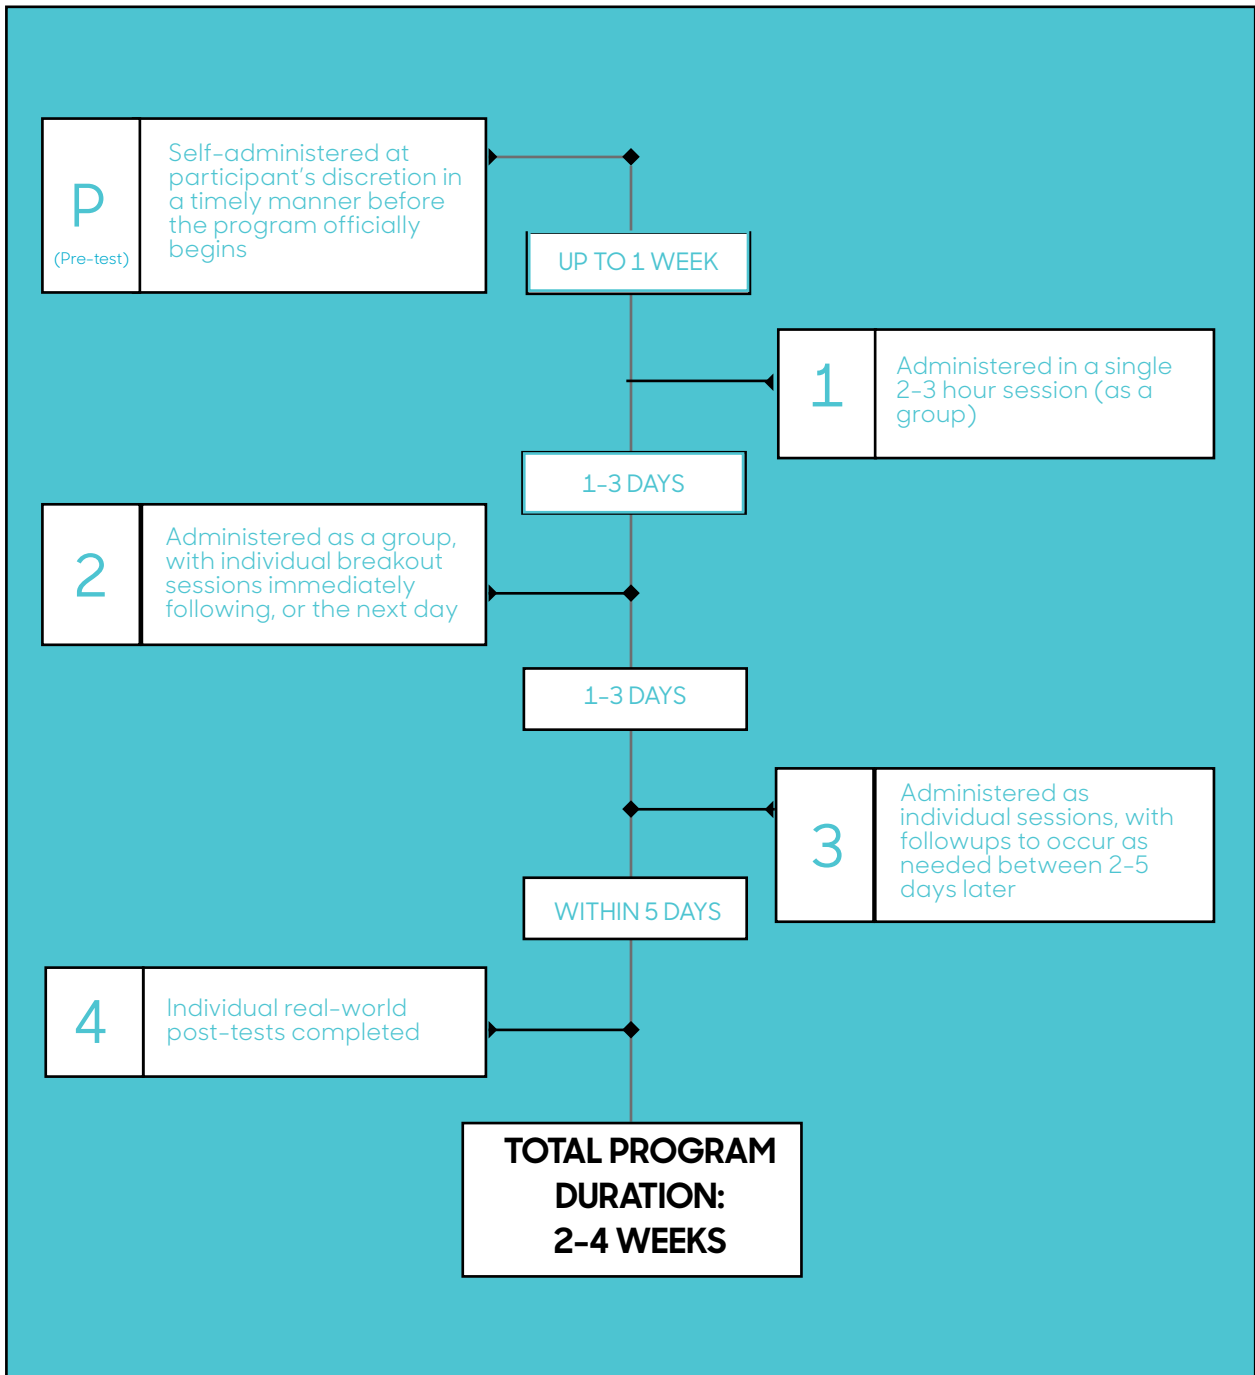 P
(Pre-test)
Self-administered at
participant's discretion in
a timely manner before
the program officially
begins
UP TO 1 WEEK
1
Administered in a single
2-3 hour session (as a
group)
1-3 DAYS
2
Administered as a group,
with individual breakout
sessions immediately
following, or the next day
1-3 DAYS
3
Administered as
individual sessions, with
followups to occur as
needed between 2-5
days later
WITHIN 5 DAYS
4
Individual real-world
post-tests completed
TOTAL PROGRAM
DURATION:
2-4 WEEKS